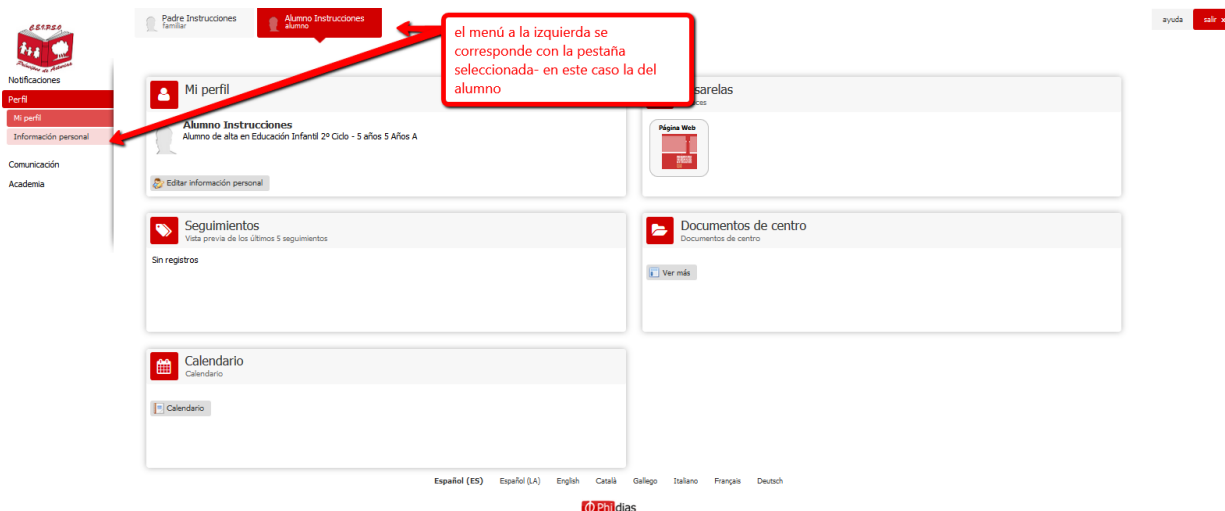 C.E.I.P.S.O.
Príncipe de Asturias
Padre Instrucciones
familiar
Alumno Instrucciones
alumno
ayuda
salir ×
el menú a la izquierda se
corresponde con la pestaña
seleccionada- en este caso la del
alumno
Notificaciones
Perfil
Mi perfil
Información personal
Comunicación
Academia
Mi perfil
Alumno Instrucciones
Alumno de alta en Educación Infantil 2º Ciclo - 5 años 5 Años A
Editar información personal
sarelas
ces
Página Web
Seguimientos
Vista previa de los últimos 5 seguimientos
Sin registros
Documentos de centro
Documentos de centro
Ver más
Calendario
Calendario
Calendario
Español (ES) Español (LA) English Català Gallego Italiano Français Deutsch
Phidias